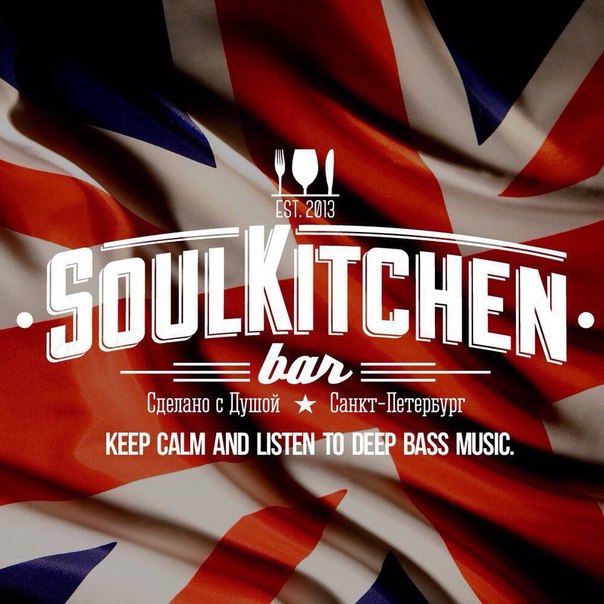 EST. 2013
SOULKITCHEN
bar
Сделано с Душой ★ Санкт-Петербург
KEEP CALM AND LISTEN TO DEEP BASS MUSIC.